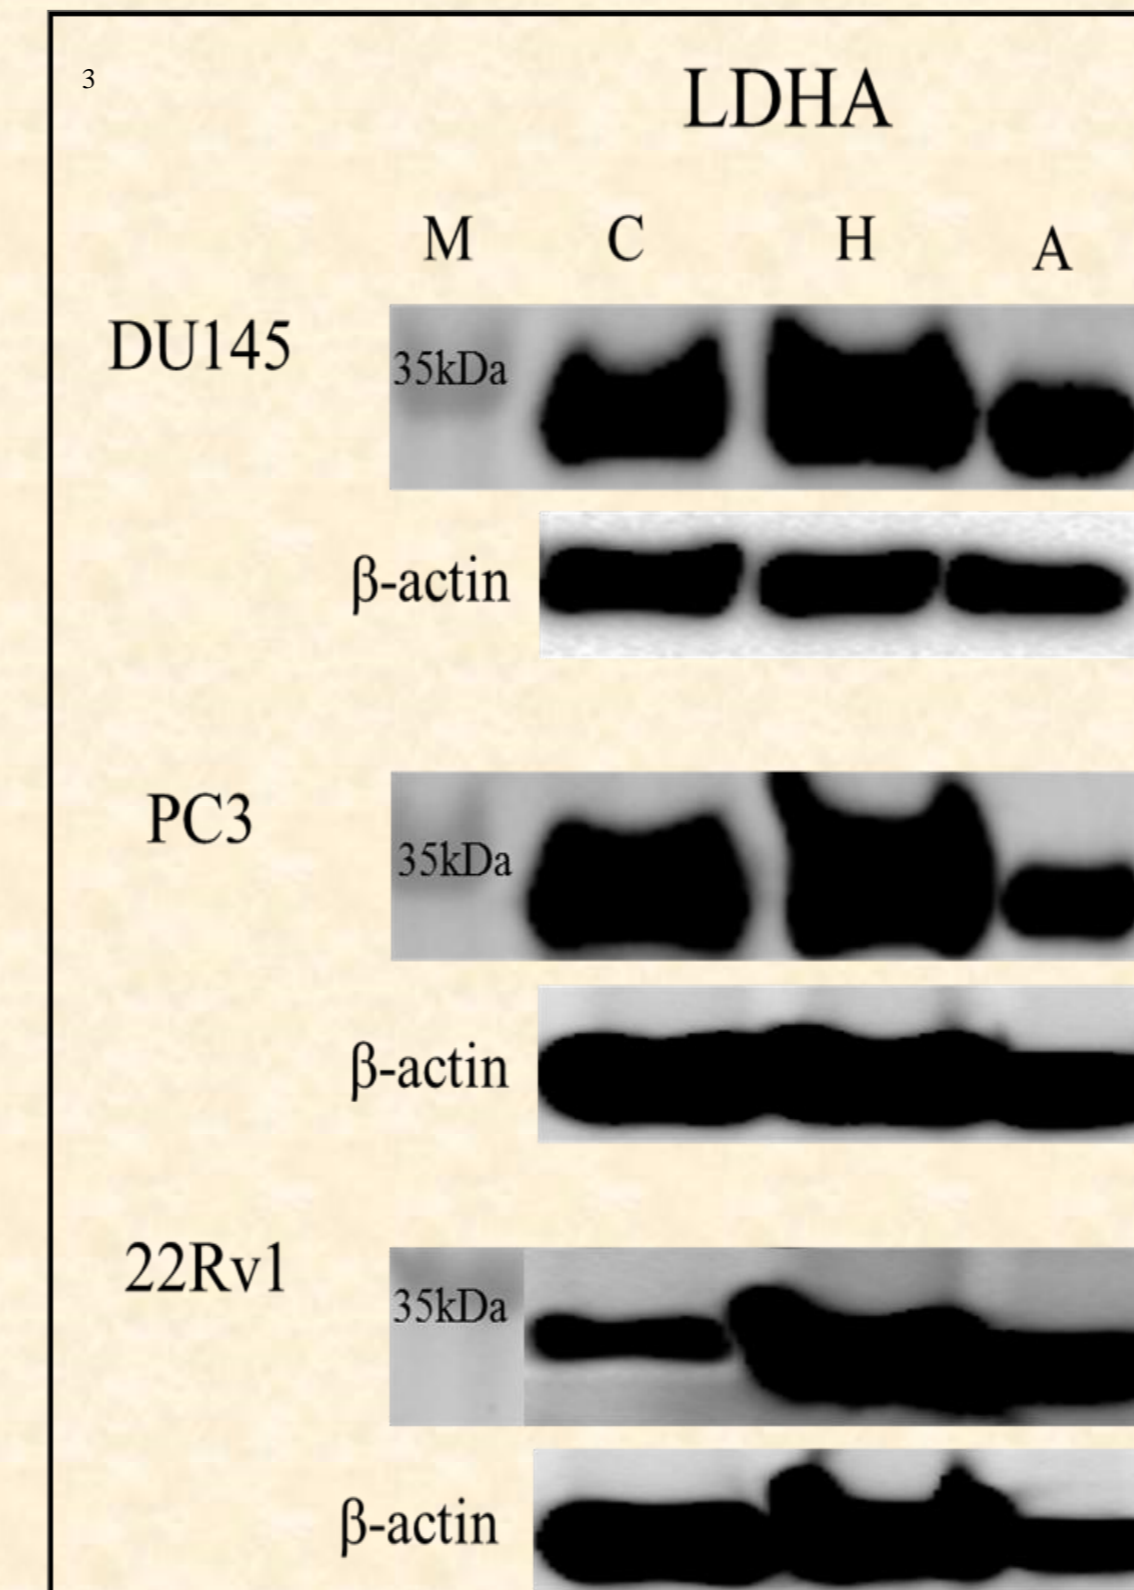 3
LDHA
M C H A
DU145
35kDa
β-actin
PC3
35kDa
β-actin
22Rv1
35kDa
β-actin